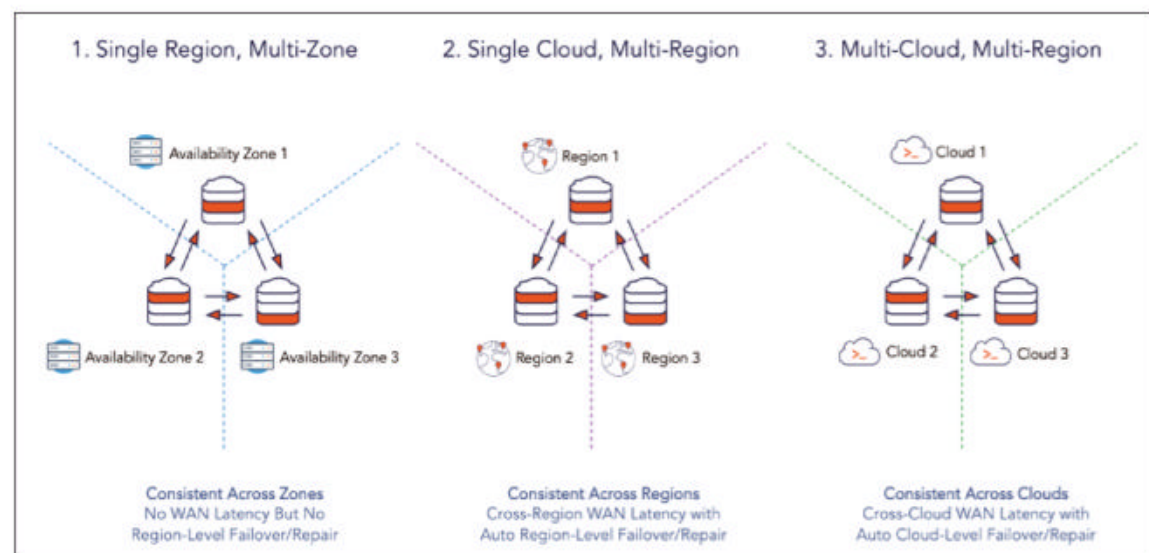 1. Single Region, Multi-Zone
Availability Zone 1
Availability Zone 2
Availability Zone 3
Consistent Across Zones
No WAN Latency But No
Region-Level Failover/Repair
2. Single Cloud, Multi-Region
Region 1
Region 2
Region 3
Consistent Across Regions
Cross-Region WAN Latency with
Auto Region-Level Failover/Repair
3. Multi-Cloud, Multi-Region
Cloud 1
Cloud 2
Cloud 3
Consistent Across Clouds
Cross-Cloud WAN Latency with
Auto Cloud-Level Failover/Repair